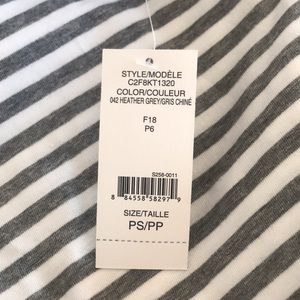 STYLE/MODÈLE
C2F8KT1320
COLOR/COULEUR
042 HEATHER GREY/GRIS CHINÉ
F18
P6
S258-0011
8 84558 58297 9
SIZE/TAILLE
PS/PP